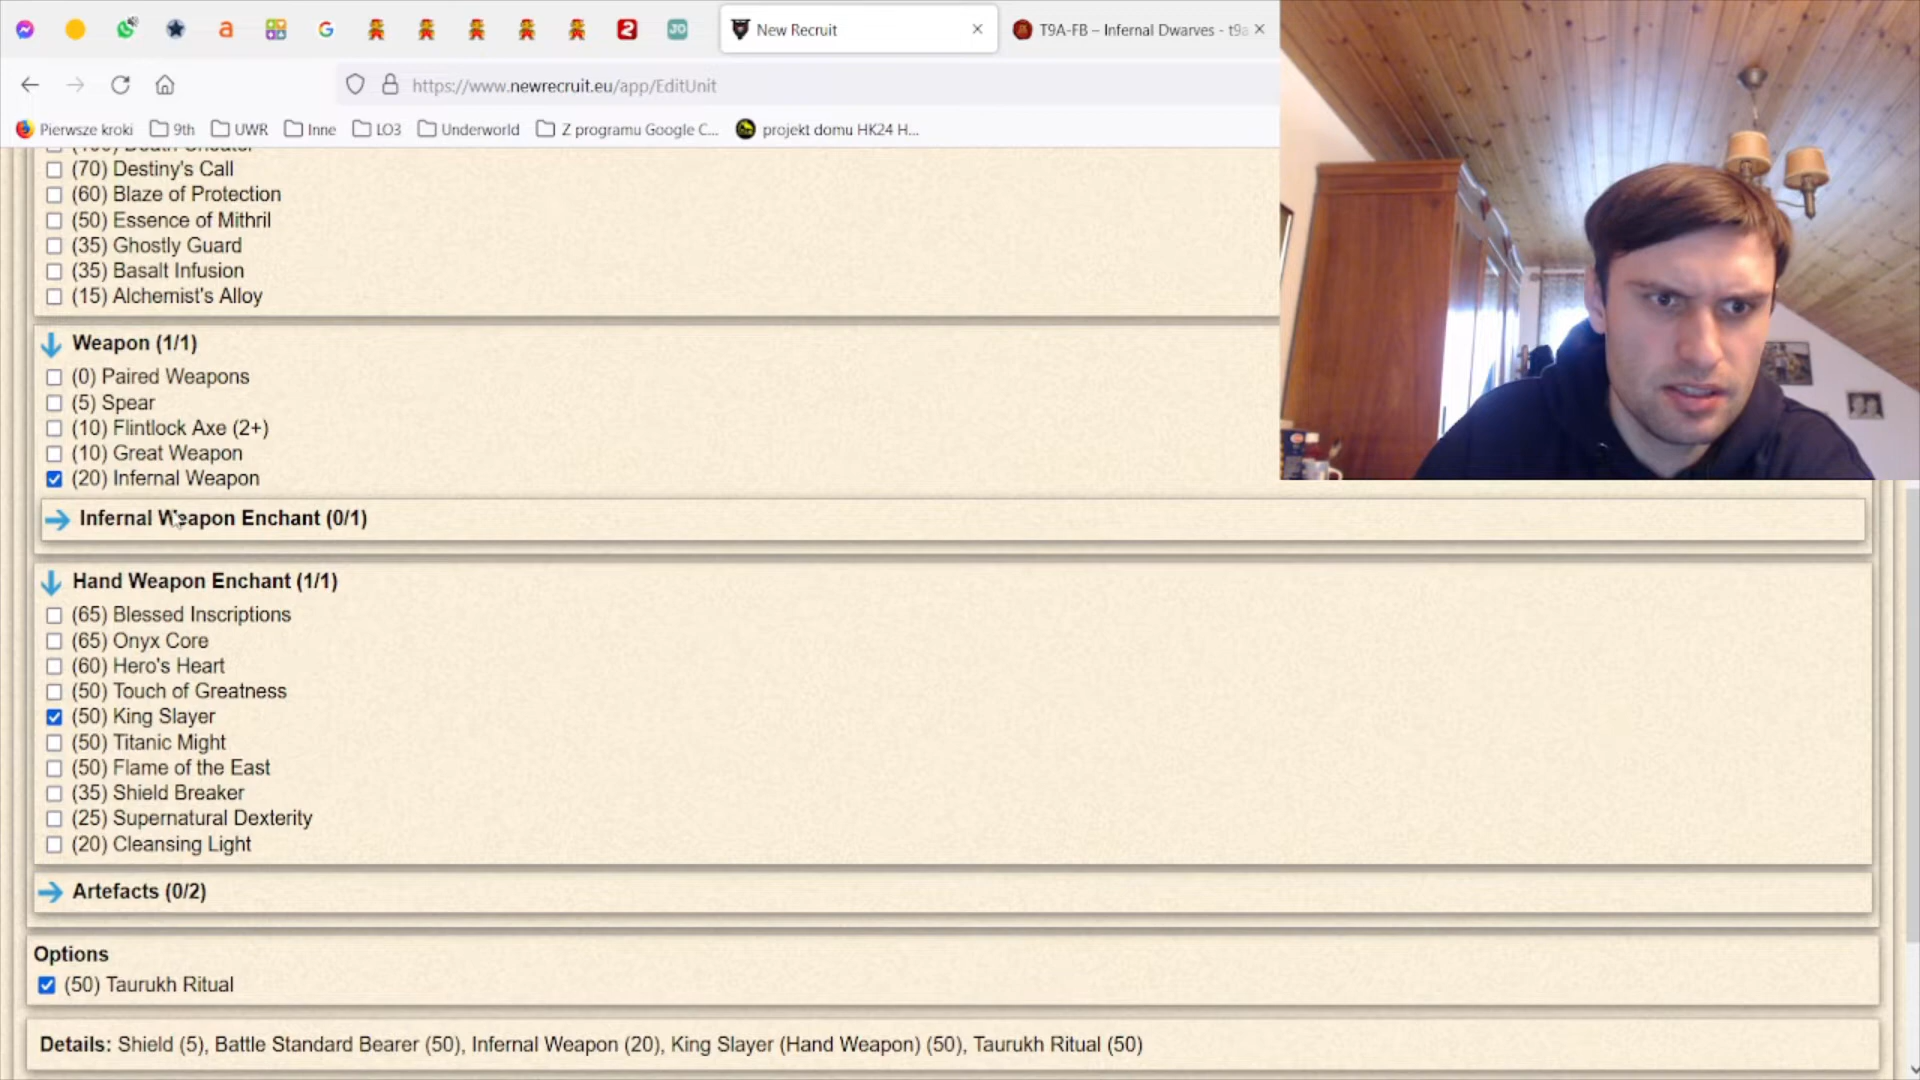 New Recruit
T9A-FB – Infernal Dwarves - t9a
https://www.newrecruit.eu/app/EditUnit
Pierwsze kroki
9th
UWR
Inne
LO3
Underworld
Z programu Google C...
projekt domu HK24 H...
(70) Destiny's Call
(60) Blaze of Protection
(50) Essence of Mithril
(35) Ghostly Guard
(35) Basalt Infusion
(15) Alchemist's Alloy
Weapon (1/1)
(0) Paired Weapons
(5) Spear
(10) Flintlock Axe (2+)
(10) Great Weapon
(20) Infernal Weapon
Infernal Weapon Enchant (0/1)
Hand Weapon Enchant (1/1)
(65) Blessed Inscriptions
(65) Onyx Core
(60) Hero's Heart
(50) Touch of Greatness
(50) King Slayer
(50) Titanic Might
(50) Flame of the East
(35) Shield Breaker
(25) Supernatural Dexterity
(20) Cleansing Light
Artefacts (0/2)
Options
(50) Taurukh Ritual
Details: Shield (5), Battle Standard Bearer (50), Infernal Weapon (20), King Slayer (Hand Weapon) (50), Taurukh Ritual (50)